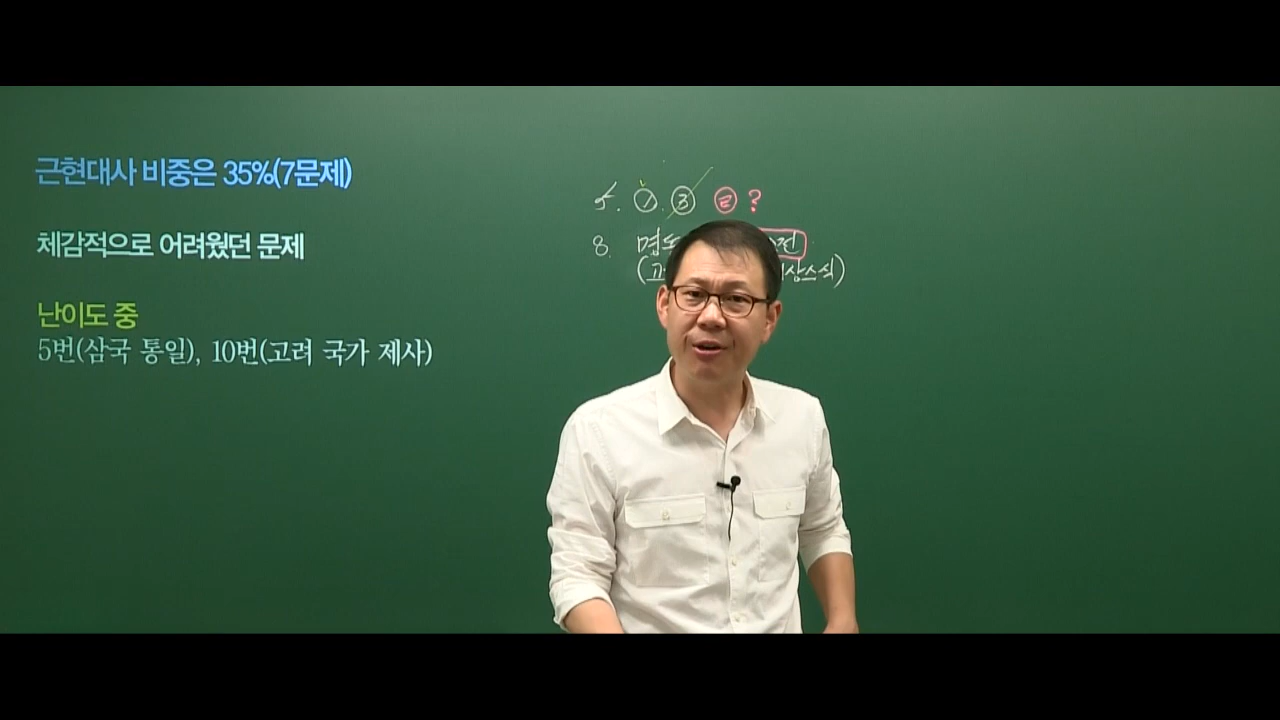 근현대사 비중은 35%(7문제)
체감적으로 어려웠던 문제
난이도 중
5번(삼국 통일), 10번(고려 국가 제사)
5. ① ③ ㉣ ?
8.